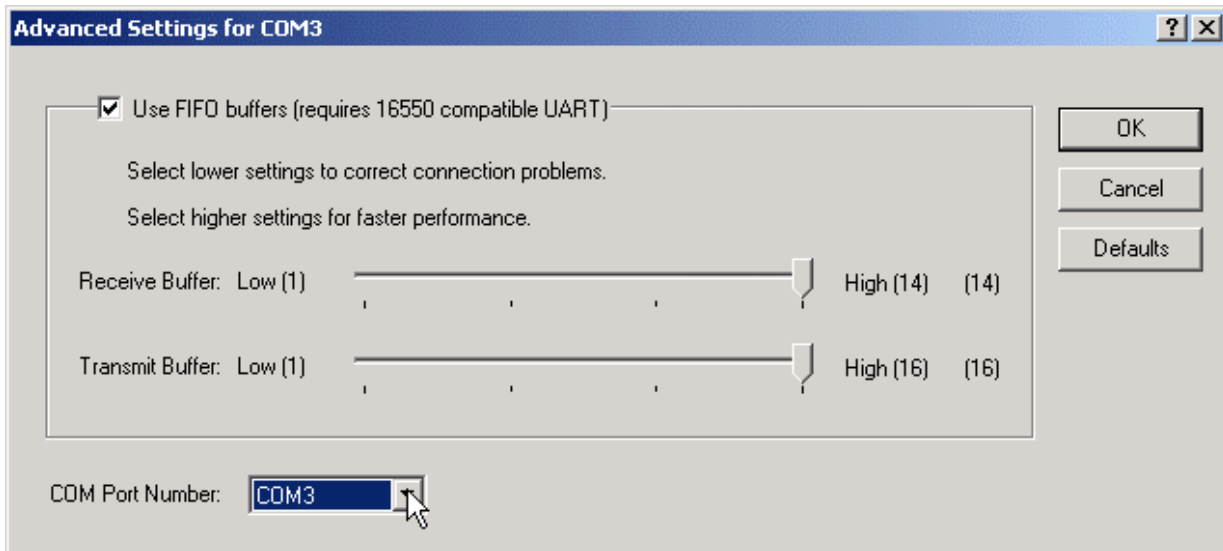 Advanced Settings for COM3
Use FIFO buffers (requires 16550 compatible UART)
OK
Select lower settings to correct connection problems.
Cancel
Select higher settings for faster performance.
Defaults
Receive Buffer: Low (1) High (14) (14)
Transmit Buffer: Low (1) High (16) (16)
COM Port Number: COM3